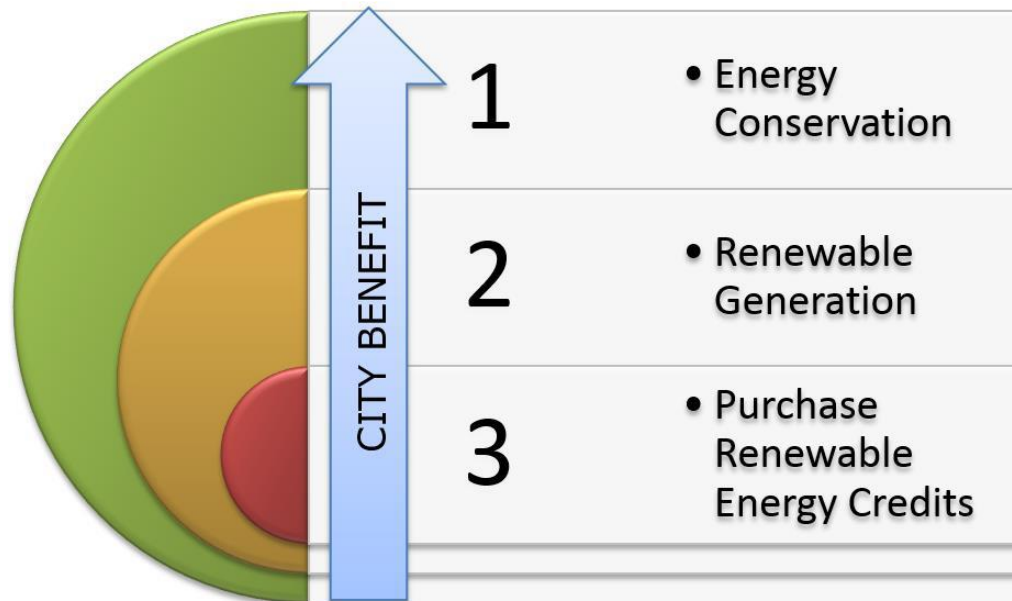 CITY BENEFIT
1
• Energy
Conservation
2
• Renewable
Generation
3
• Purchase
Renewable
Energy Credits